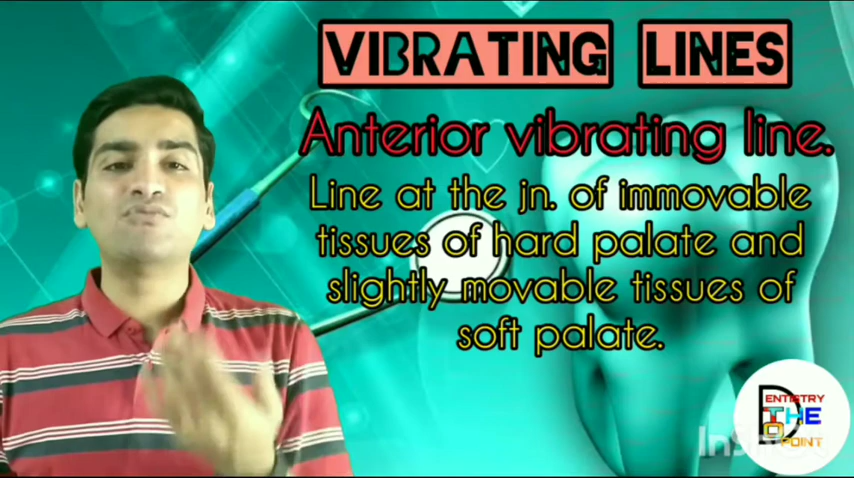 VIBRATING LINES
Anterior vibrating line.
Line at the jn. of immovable
tissues of hard palate and
slightly movable tissues of
soft palate.
DENTISTRY
THE
POINT
InShot